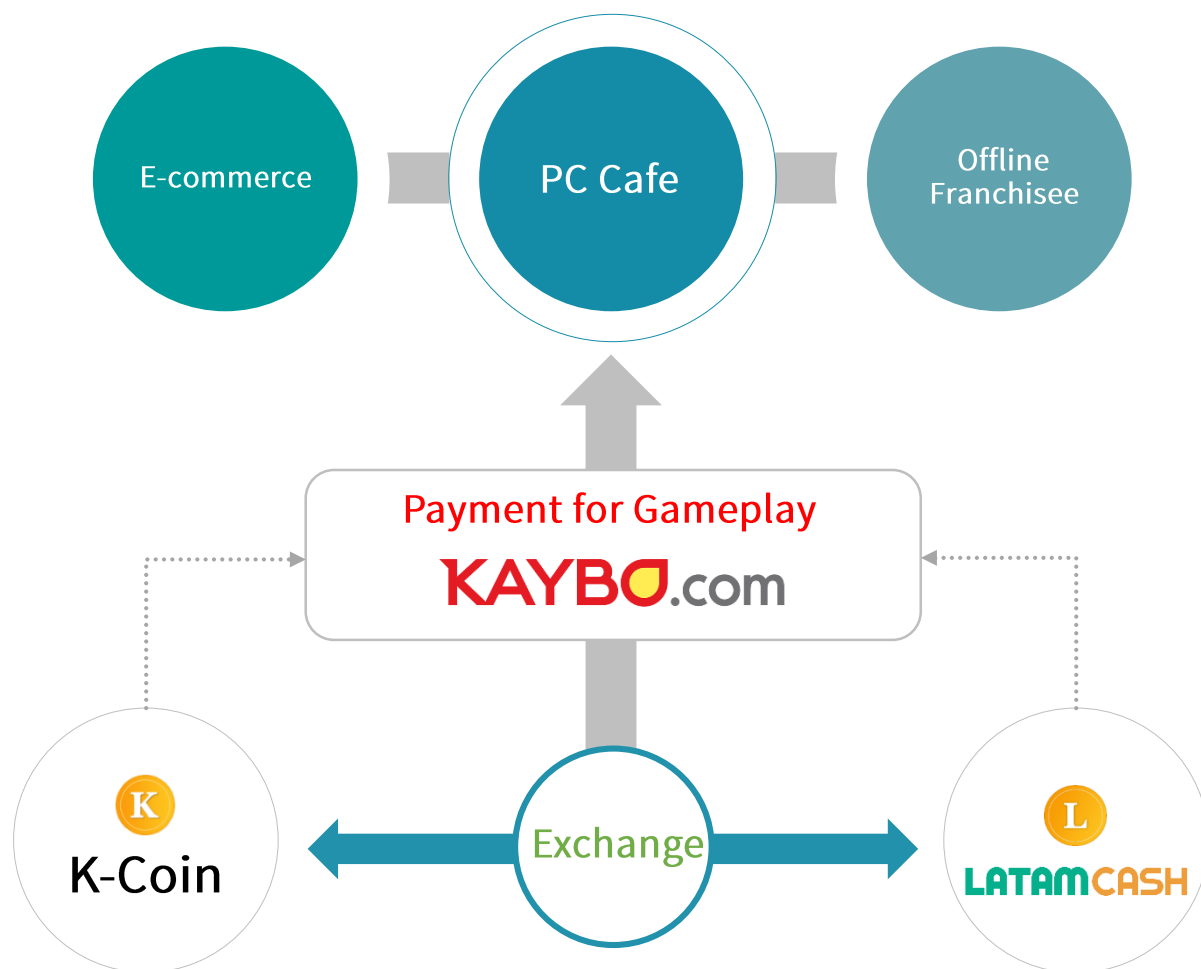 E-commerce
PC Cafe
Offline
Franchisee
Payment for Gameplay
KAYBO.com
K
K-Coin
Exchange
L
LATAMCASH